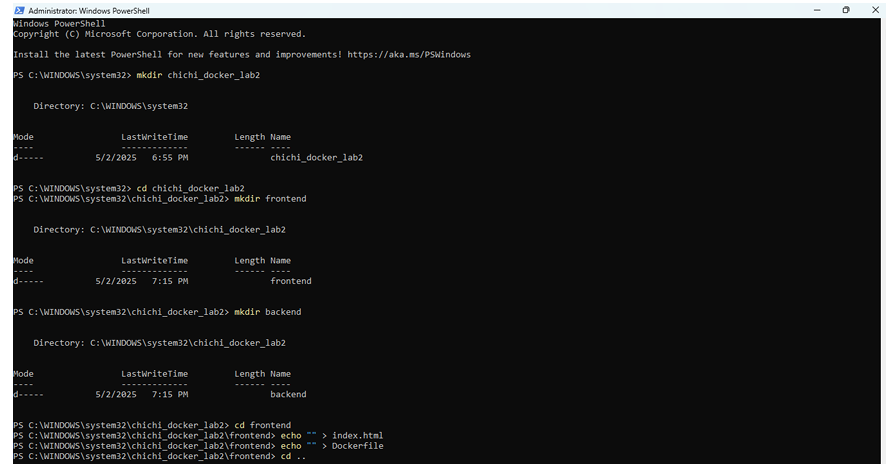 Administrator: Windows PowerShell
Windows PowerShell
Copyright (C) Microsoft Corporation. All rights reserved.
Install the latest PowerShell for new features and improvements! https://aka.ms/PSWindows
PS C:\WINDOWS\system32> mkdir chichi_docker_lab2
Directory: C:\WINDOWS\system32
Mode LastWriteTime Length Name
---- ------------- ------ ----
d----- 5/2/2025 6:55 PM chichi_docker_lab2
PS C:\WINDOWS\system32> cd chichi_docker_lab2
PS C:\WINDOWS\system32\chichi_docker_lab2> mkdir frontend
Directory: C:\WINDOWS\system32\chichi_docker_lab2
Mode LastWriteTime Length Name
---- ------------- ------ ----
d----- 5/2/2025 7:15 PM frontend
PS C:\WINDOWS\system32\chichi_docker_lab2> mkdir backend
Directory: C:\WINDOWS\system32\chichi_docker_lab2
Mode LastWriteTime Length Name
---- ------------- ------ ----
d----- 5/2/2025 7:15 PM backend
PS C:\WINDOWS\system32\chichi_docker_lab2> cd frontend
PS C:\WINDOWS\system32\chichi_docker_lab2\frontend> echo "" > index.html
PS C:\WINDOWS\system32\chichi_docker_lab2\frontend> echo "" > Dockerfile
PS C:\WINDOWS\system32\chichi_docker_lab2\frontend> cd ..